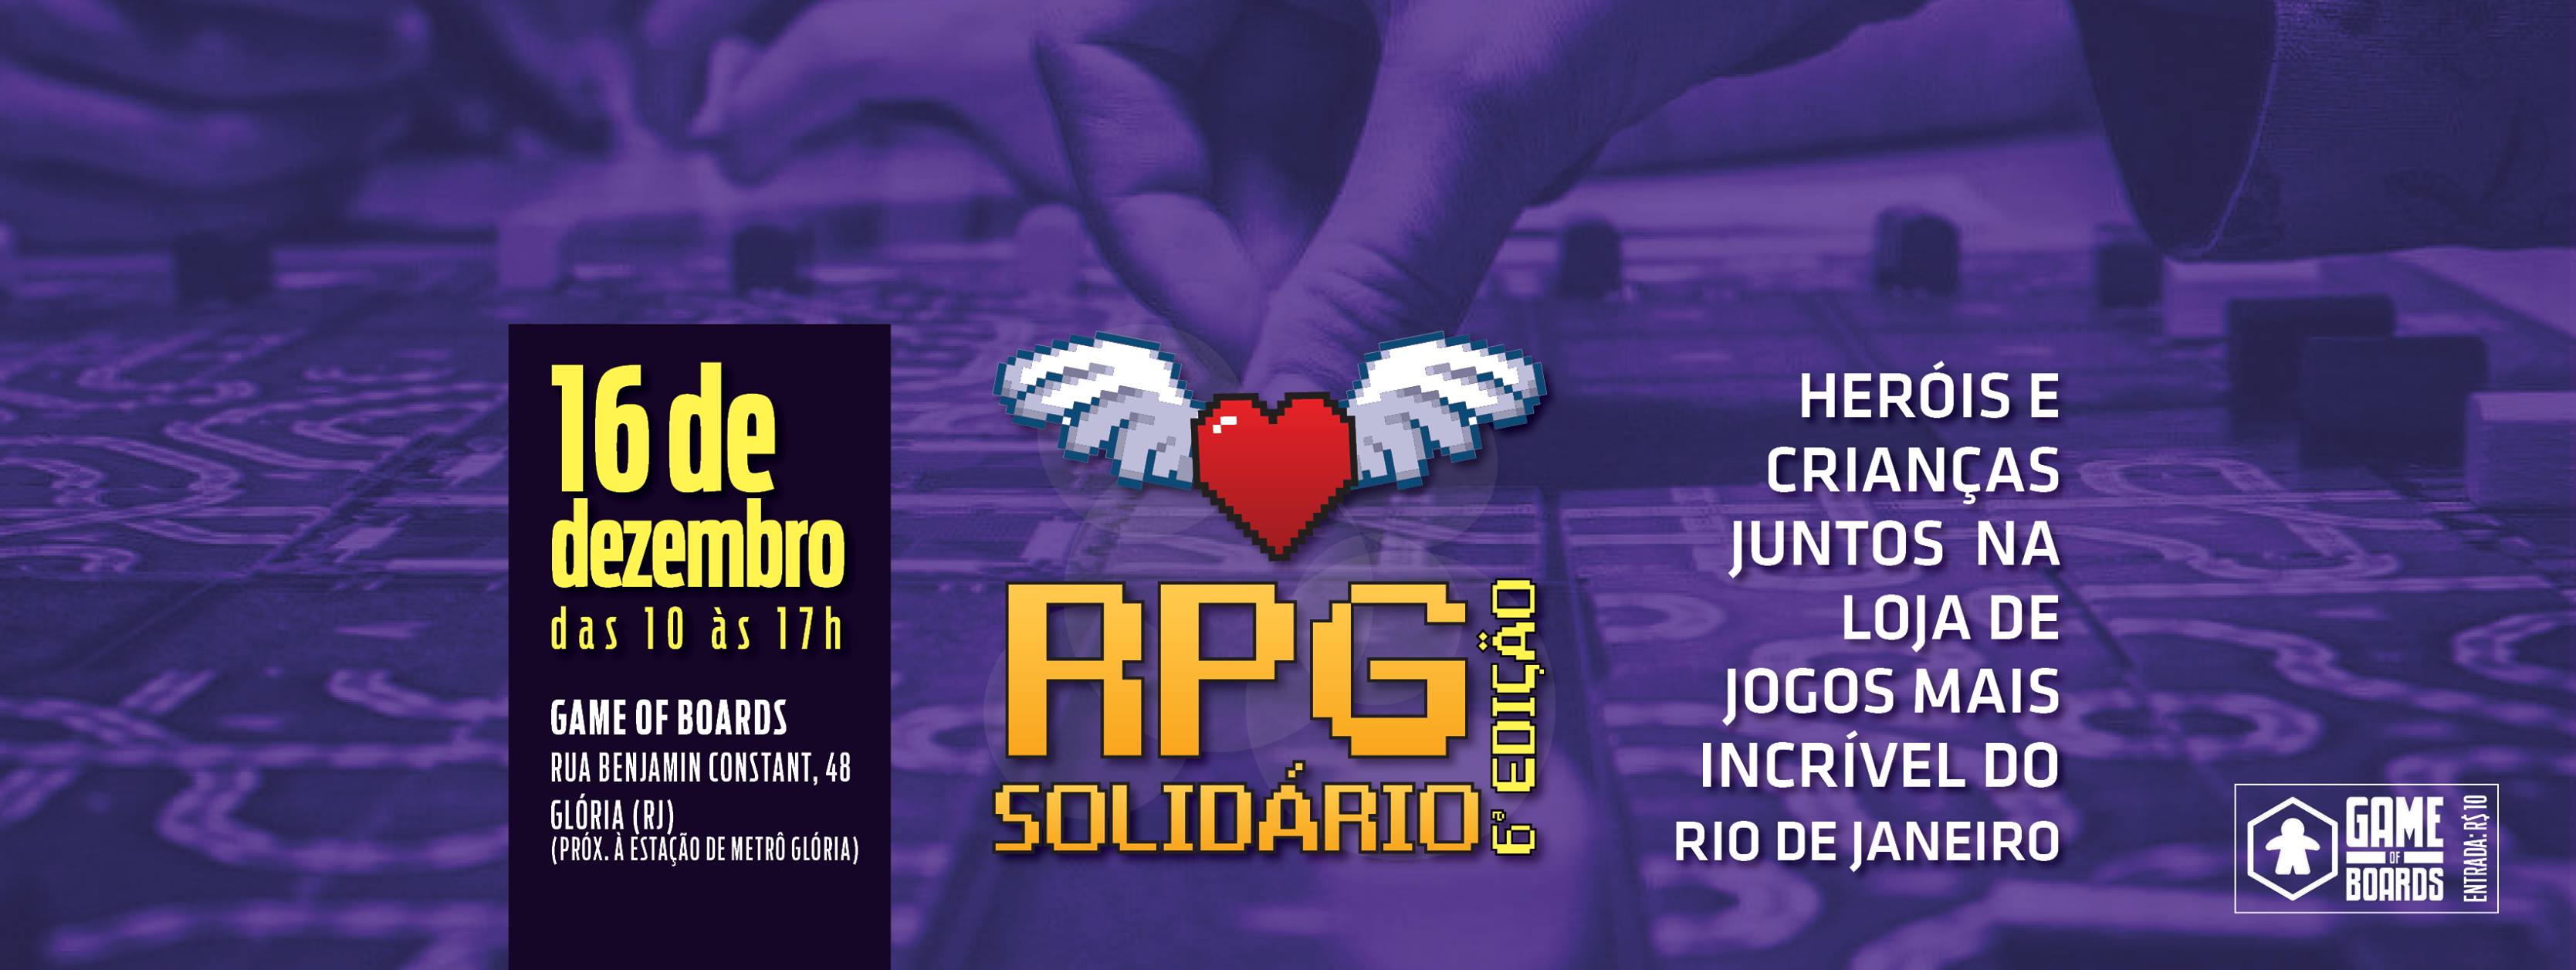 16 de
dezembro
das 10 às 17h
GAME OF BOARDS
RUA BENJAMIN CONSTANT, 48
GLÓRIA (RJ)
(PRÓX. À ESTAÇÃO DE METRÔ GLÓRIA)
RPG
SOLIDÁRIO
6ª EDIÇÃO
HERÓIS E
CRIANÇAS
JUNTOS NA
LOJA DE
JOGOS MAIS
INCRÍVEL DO
RIO DE JANEIRO
GAME
OF
BOARDS
ENTRADA: R$ 10